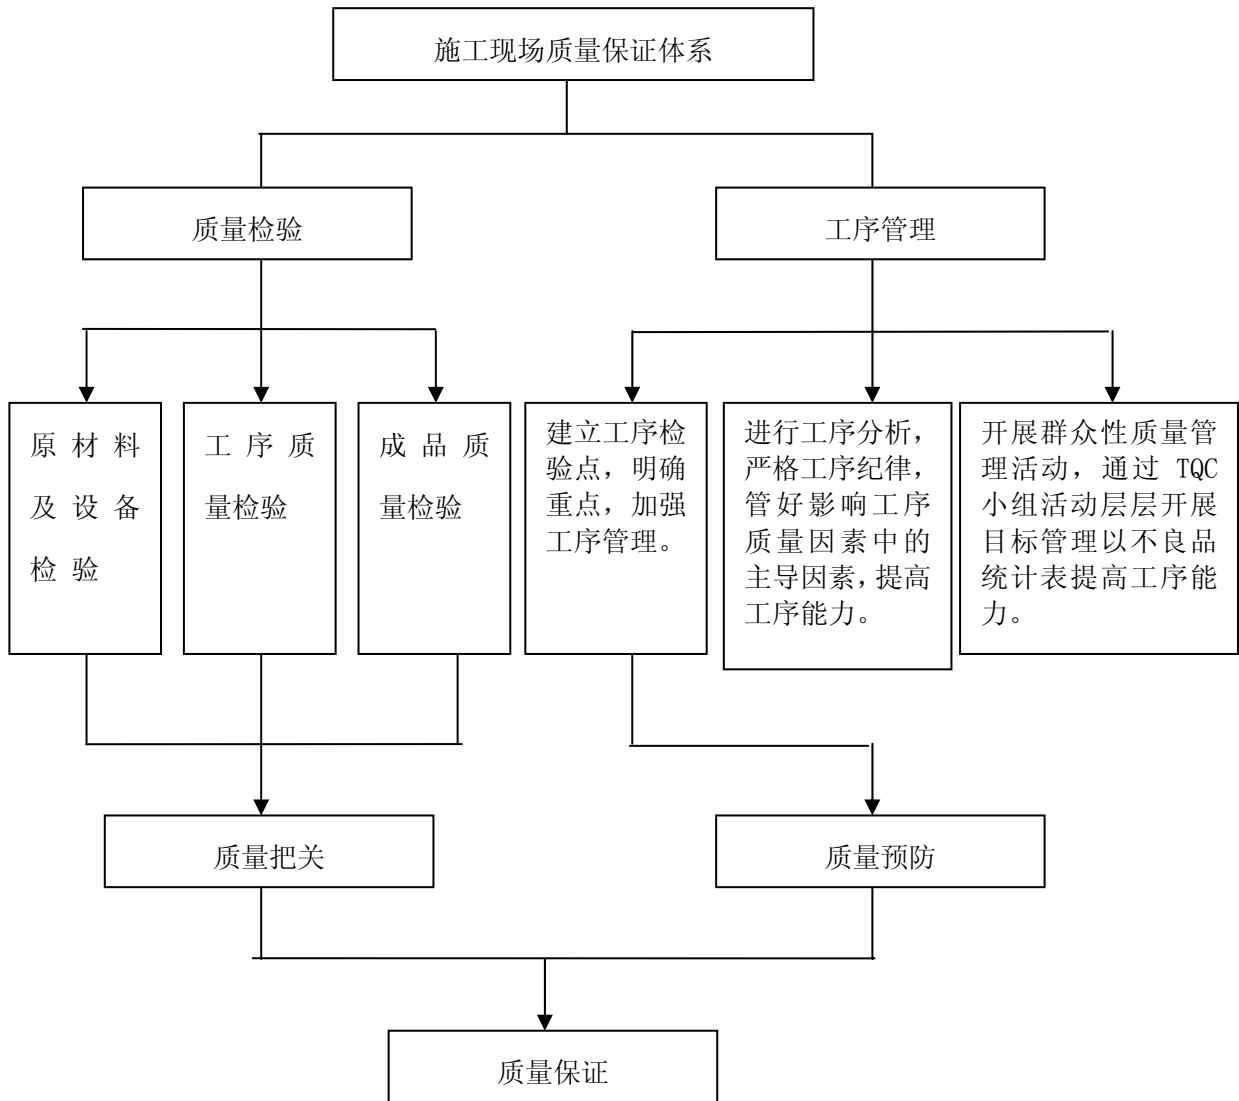 施工现场质量保证体系
质量检验
工序管理
原材料
及设备
检验
工序质
量检验
成品质
量检验
建立工序检
验点，明确
重点，加强
工序管理。
进行工序分析，
严格工序纪律，
管好影响工序
质量因素中的
主导因素，提高
工序能力。
开展群众性质量管
理活动，通过 TQC
小组活动层层开展
目标管理以不良品
统计表提高工序能
力。
质量把关
质量预防
质量保证